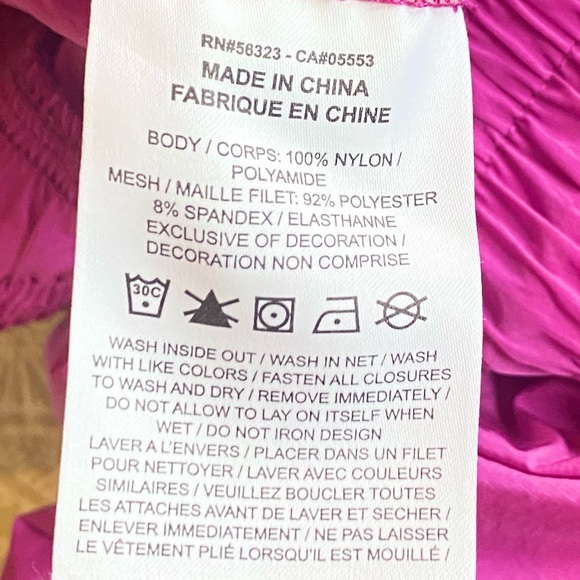 RN#56323 - CA#05553
MADE IN CHINA
FABRIQUE EN CHINE
BODY / CORPS: 100% NYLON /
POLYAMIDE
MESH / MAILLE FILET: 92% POLYESTER
8% SPANDEX / ELASTHANNE
EXCLUSIVE OF DECORATION /
DECORATION NON COMPRISE
30C
WASH INSIDE OUT / WASH IN NET / WASH
WITH LIKE COLORS / FASTEN ALL CLOSURES
TO WASH AND DRY / REMOVE IMMEDIATELY /
DO NOT ALLOW TO LAY ON ITSELF WHEN
WET / DO NOT IRON DESIGN
LAVER A L'ENVERS / PLACER DANS UN FILET
POUR NETTOYER / LAVER AVEC COULEURS
SIMILAIRES / VEUILLEZ BOUCLER TOUTES
LES ATTACHES AVANT DE LAVER ET SECHER /
ENLEVER IMMEDIATEMENT / NE PAS LAISSER
LE VÊTEMENT PLIÉ LORSQU'IL EST MOUILLÉ /